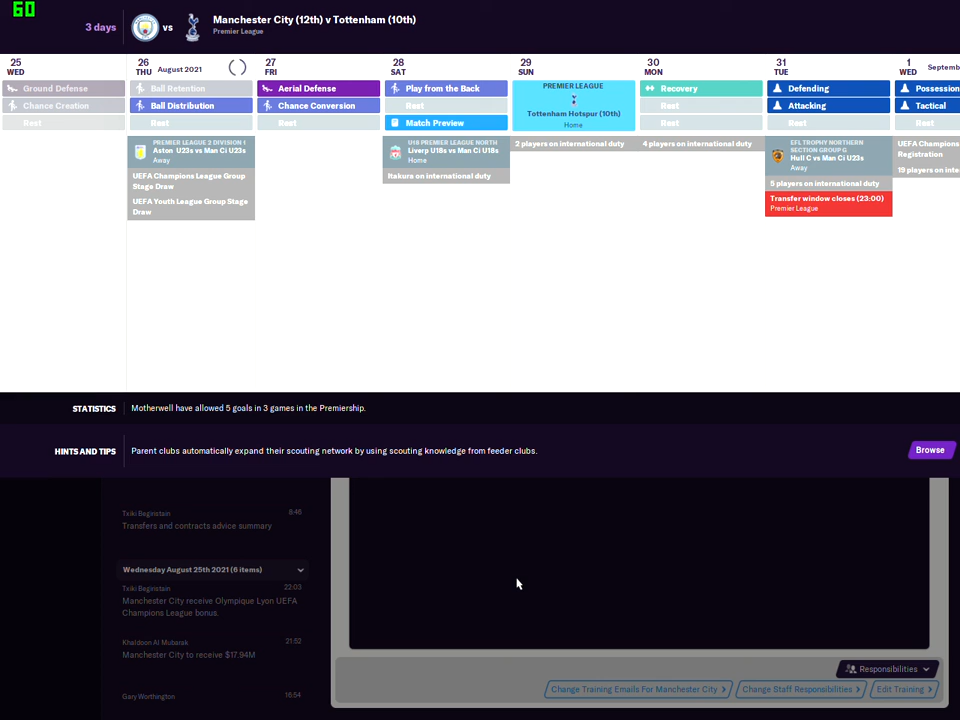 60
3 days
vs
Manchester City (12th) v Tottenham (10th)
Premier League
25
WED
26
THU August 2021
27
FRI
28
SAT
29
SUN
30
MON
31
TUE
1
WED Septemb
Ground Defense
Chance Creation
Rest
Ball Retention
Ball Distribution
Rest
Aerial Defense
Chance Conversion
Rest
Play from the Back
Rest
Match Preview
PREMIER LEAGUE
Tottenham Hotspur (10th)
Home
Recovery
Rest
Rest
Defending
Attacking
Rest
Possession
Tactical
Rest
PREMIER LEAGUE 2 DIVISION 1
Aston U23s vs Man Ci U23s
Away
UEFA Champions League Group
Stage Draw
UEFA Youth League Group Stage
Draw
U18 PREMIER LEAGUE NORTH
Liverp U18s vs Man Ci U18s
Home
Itakura on international duty
2 players on international duty
4 players on international duty
EFL TROPHY NORTHERN
SECTION GROUP G
Hull C vs Man Ci U23s
Away
5 players on international duty
Transfer window closes (23:00)
Premier League
UEFA Champions
Registration
19 players on inte
STATISTICS
Motherwell have allowed 5 goals in 3 games in the Premiership.
HINTS AND TIPS
Parent clubs automatically expand their scouting network by using scouting knowledge from feeder clubs.
Browse
Txiki Begiristain 8:46
Transfers and contracts advice summary
Wednesday August 25th 2021 (6 items)
Txiki Begiristain 22:03
Manchester City receive Olympique Lyon UEFA
Champions League bonus.
Khaldoon Al Mubarak 21:52
Manchester City to receive $17.94M
Gary Worthington 16:54
Responsibilities
Change Training Emails For Manchester City
Change Staff Responsibilities
Edit Training